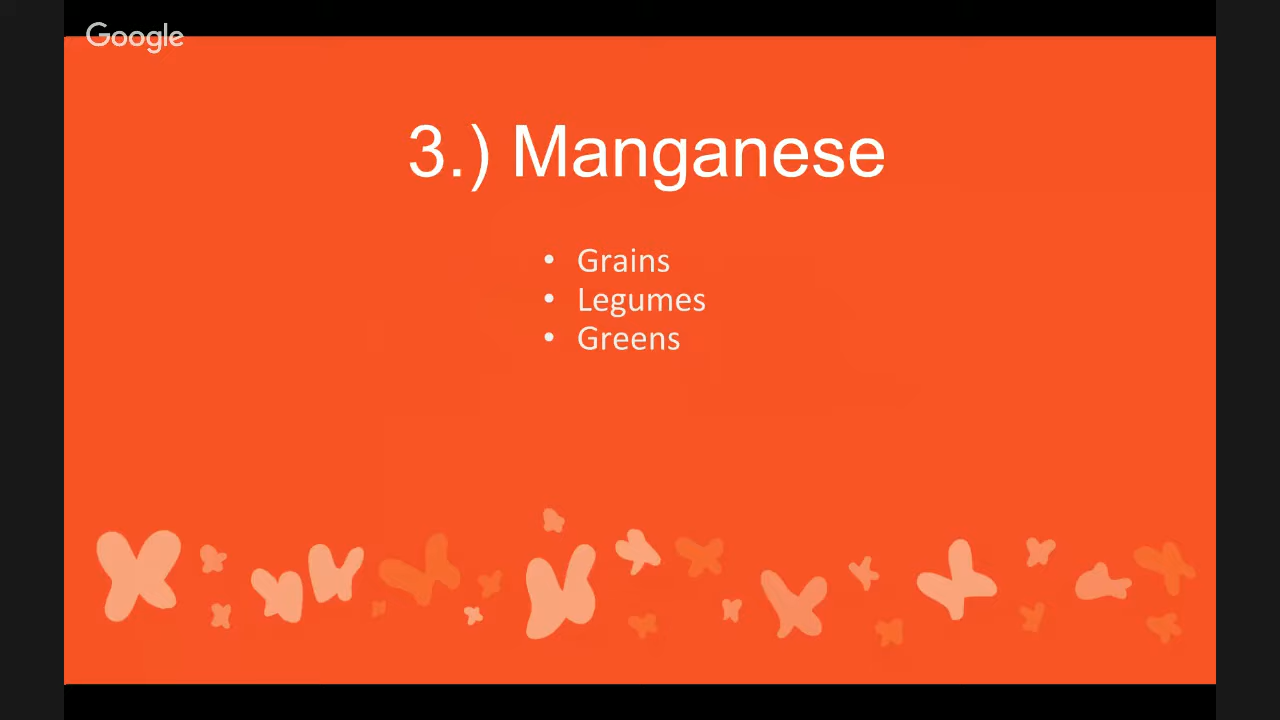 Google
3.) Manganese
• Grains
• Legumes
• Greens